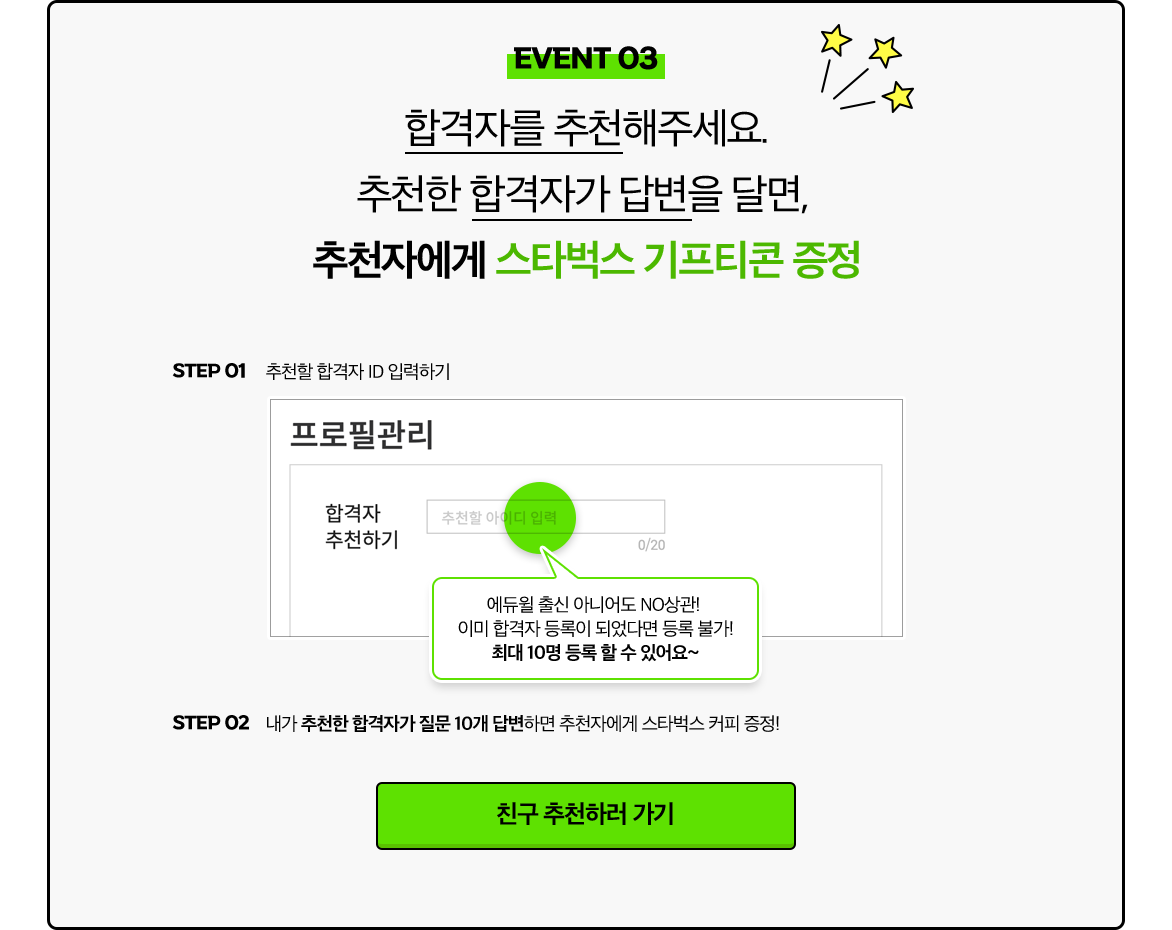 EVENT 03
합격자를 추천해주세요.
추천한 합격자가 답변을 달면,
추천자에게 스타벅스 기프티콘 증정
STEP 01 추천할 합격자 ID 입력하기
프로필관리
합격자
추천하기
추천할 아이디 입력
0/20
에듀윌 출신 아니어도 NO상관!
이미 합격자 등록이 되었다면 등록 불가!
최대 10명 등록 할 수 있어요~
STEP 02 내가 추천한 합격자가 질문 10개 답변하면 추천자에게 스타벅스 커피 증정!
친구 추천하러 가기